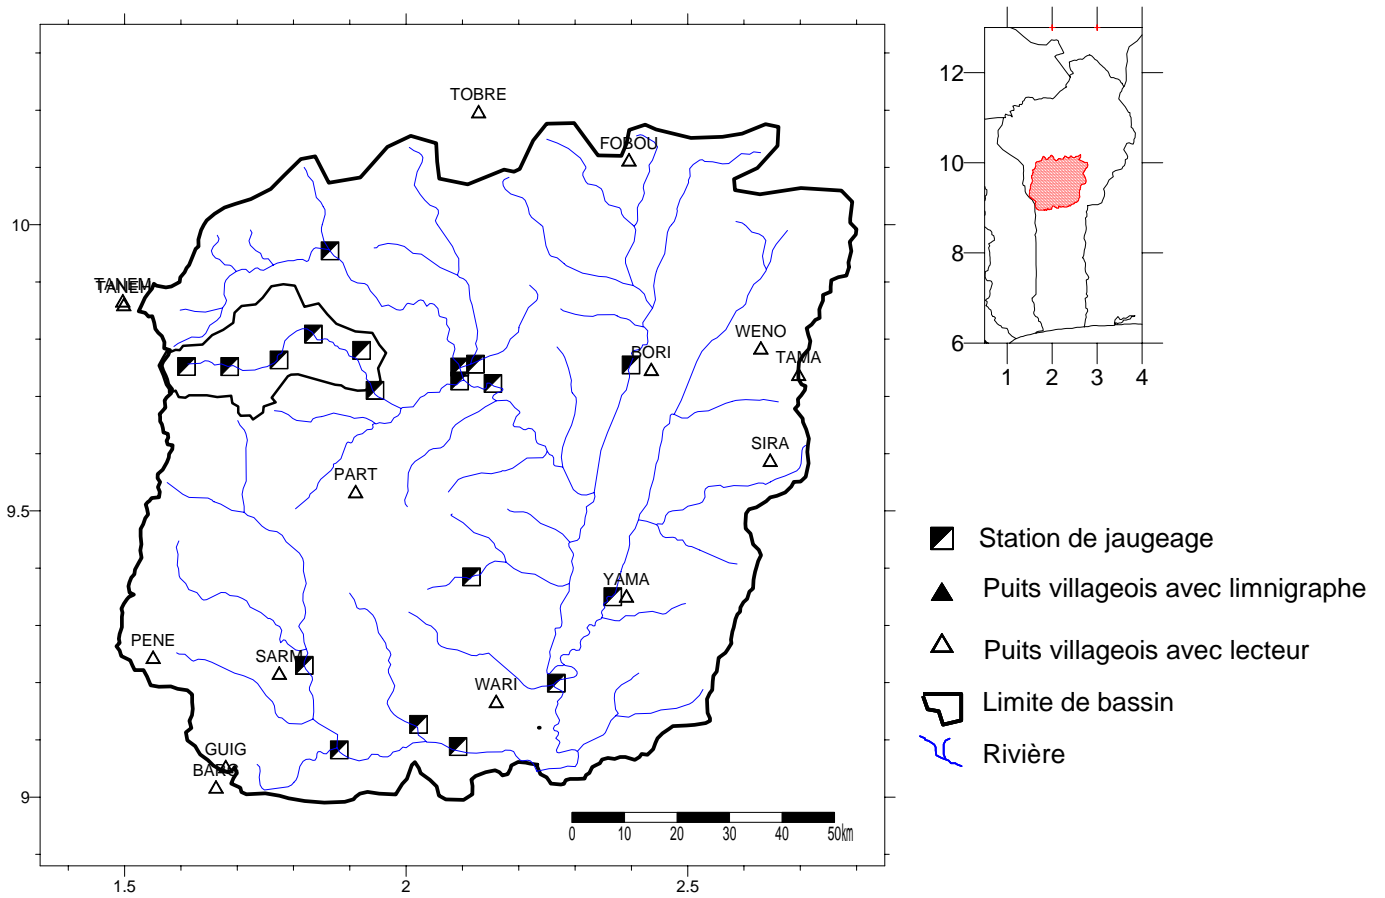 TOBRE
FOBOU
TANEM
WENO
BORI
TAMA
SIRA
PART
YAMA
PENE
SARM
WARI
GUIG
BARG
10
9.5
9
1.5
2
2.5
0
10
20
30
40
50km
12
10
8
6
1
2
3
4
Station de jaugeage
Puits villageois avec limnigraphe
Puits villageois avec lecteur
Limite de bassin
Rivière